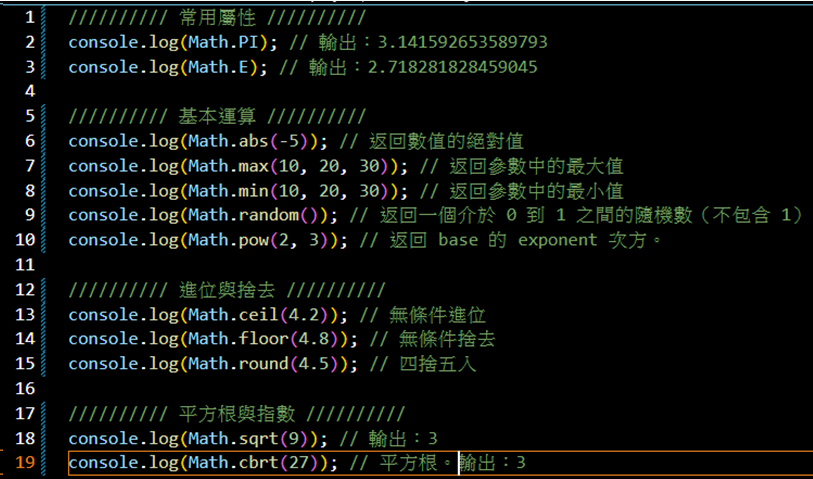 1 ////////// 常用屬性 //////////
2 console.log(Math.PI); // 輸出：3.141592653589793
3 console.log(Math.E); // 輸出：2.718281828459045
4
5 ////////// 基本運算 //////////
6 console.log(Math.abs(-5)); // 返回數值的絕對值
7 console.log(Math.max(10, 20, 30)); // 返回參數中的最大值
8 console.log(Math.min(10, 20, 30)); // 返回參數中的最小值
9 console.log(Math.random()); // 返回一個介於 0 到 1 之間的隨機數（不包含 1）
10 console.log(Math.pow(2, 3)); // 返回 base 的 exponent 次方。
11
12 ////////// 進位與捨去 //////////
13 console.log(Math.ceil(4.2)); // 無條件進位
14 console.log(Math.floor(4.8)); // 無條件捨去
15 console.log(Math.round(4.5)); // 四捨五入
16
17 ////////// 平方根與指數 //////////
18 console.log(Math.sqrt(9)); // 輸出：3
19 console.log(Math.cbrt(27)); // 平方根。輸出：3